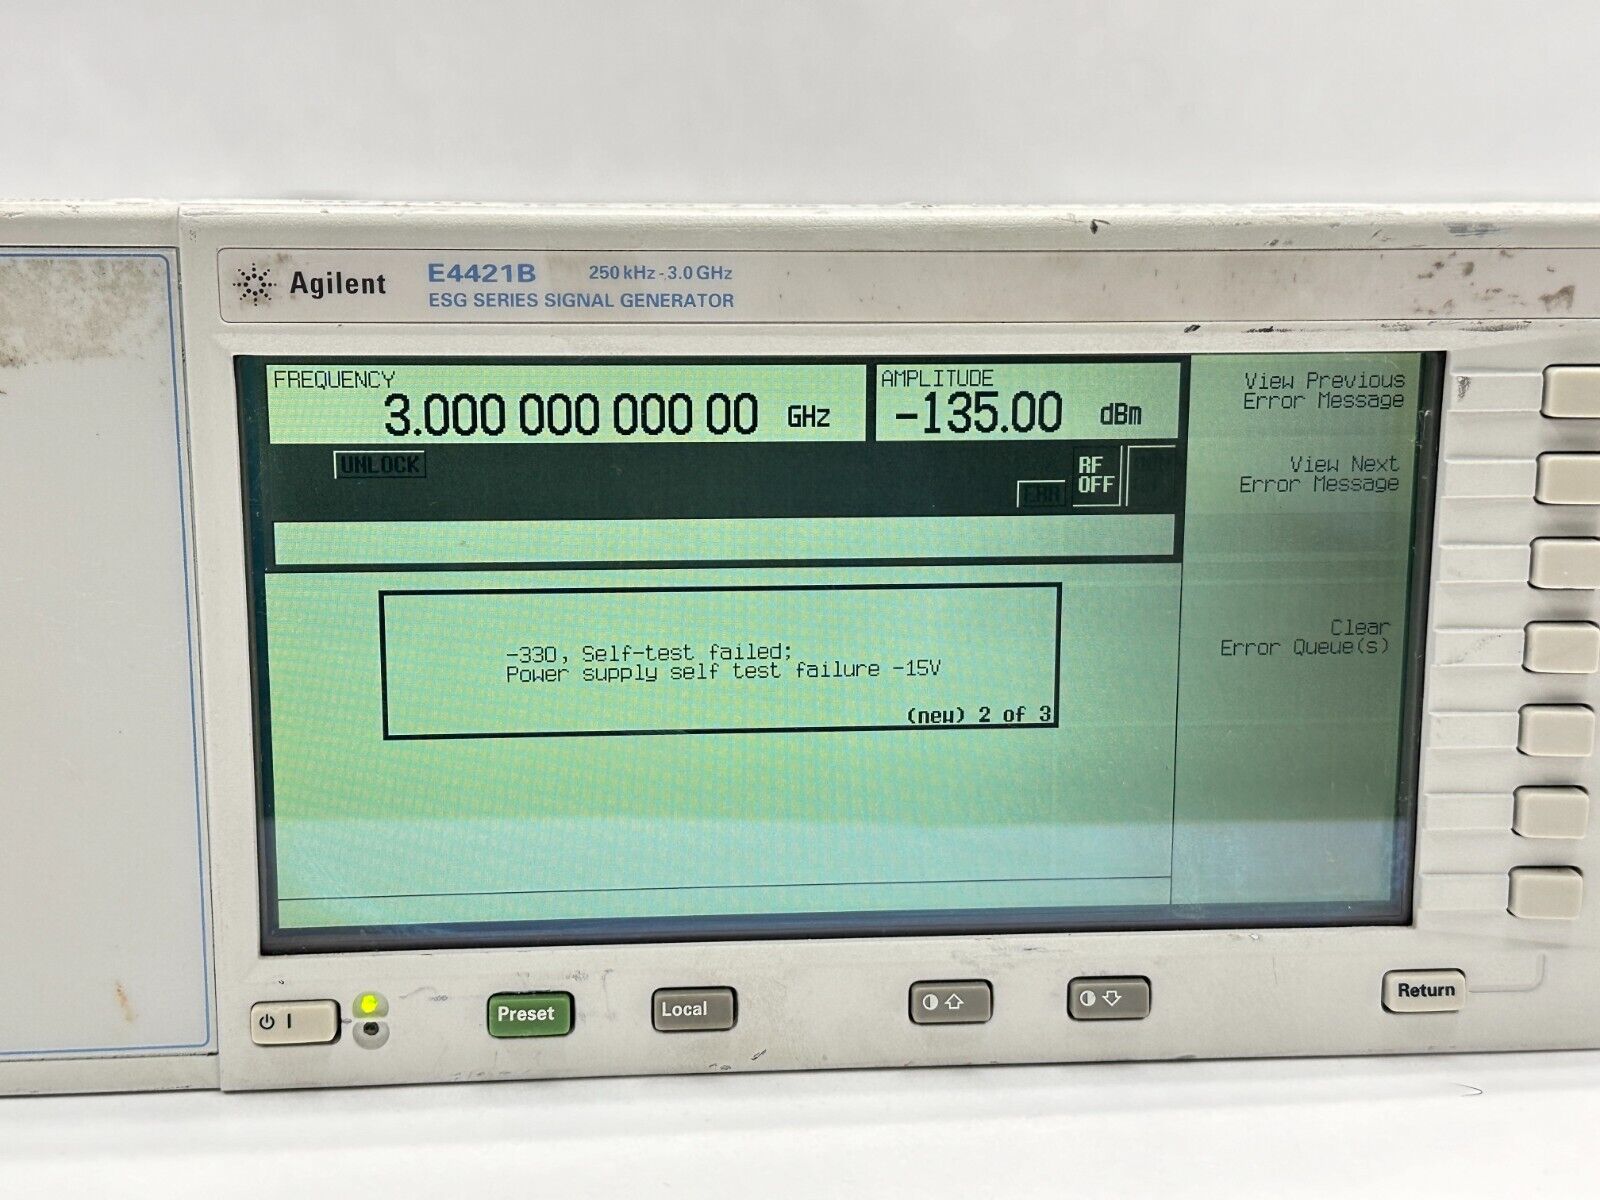 Agilent
E4421B 250 kHz - 3.0 GHz
ESG SERIES SIGNAL GENERATOR
FREQUENCY
3.000 000 000 00 GHz
AMPLITUDE
-135.00 dBm
UNLOCK
ERR
RF
OFF
View Previous
Error Message
View Next
Error Message
Clear
Error Queue(s)
-330, Self-test failed;
Power supply self test failure -15V
(new) 2 of 3
Preset
Local
Return